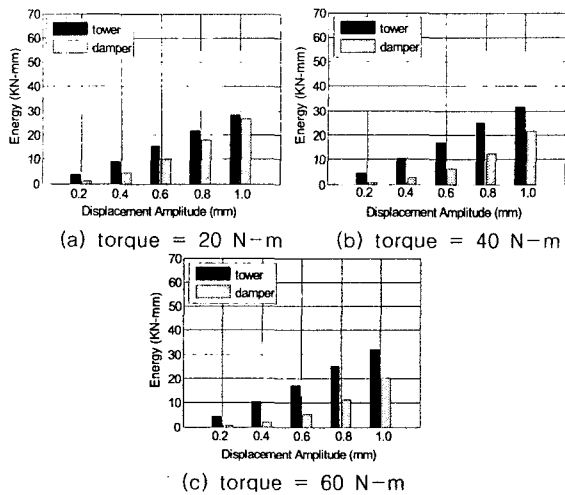 70
60
50
40
30
20
10
0
Energy (KN-mm)
tower
damper
0.2 0.4 0.6 0.8 1.0
Displacement Amplitude (mm)
(a) torque = 20 N-m
70
60
50
40
30
20
10
0
Energy (KN-mm)
tower
damper
0.2 0.4 0.6 0.8 1.0
Displacement Amplitude (mm)
(b) torque = 40 N-m
70
60
50
40
30
20
10
0
Energy (KN-mm)
tower
damper
0.2 0.4 0.6 0.8 1.0
Displacement Amplitude (mm)
(c) torque = 60 N-m